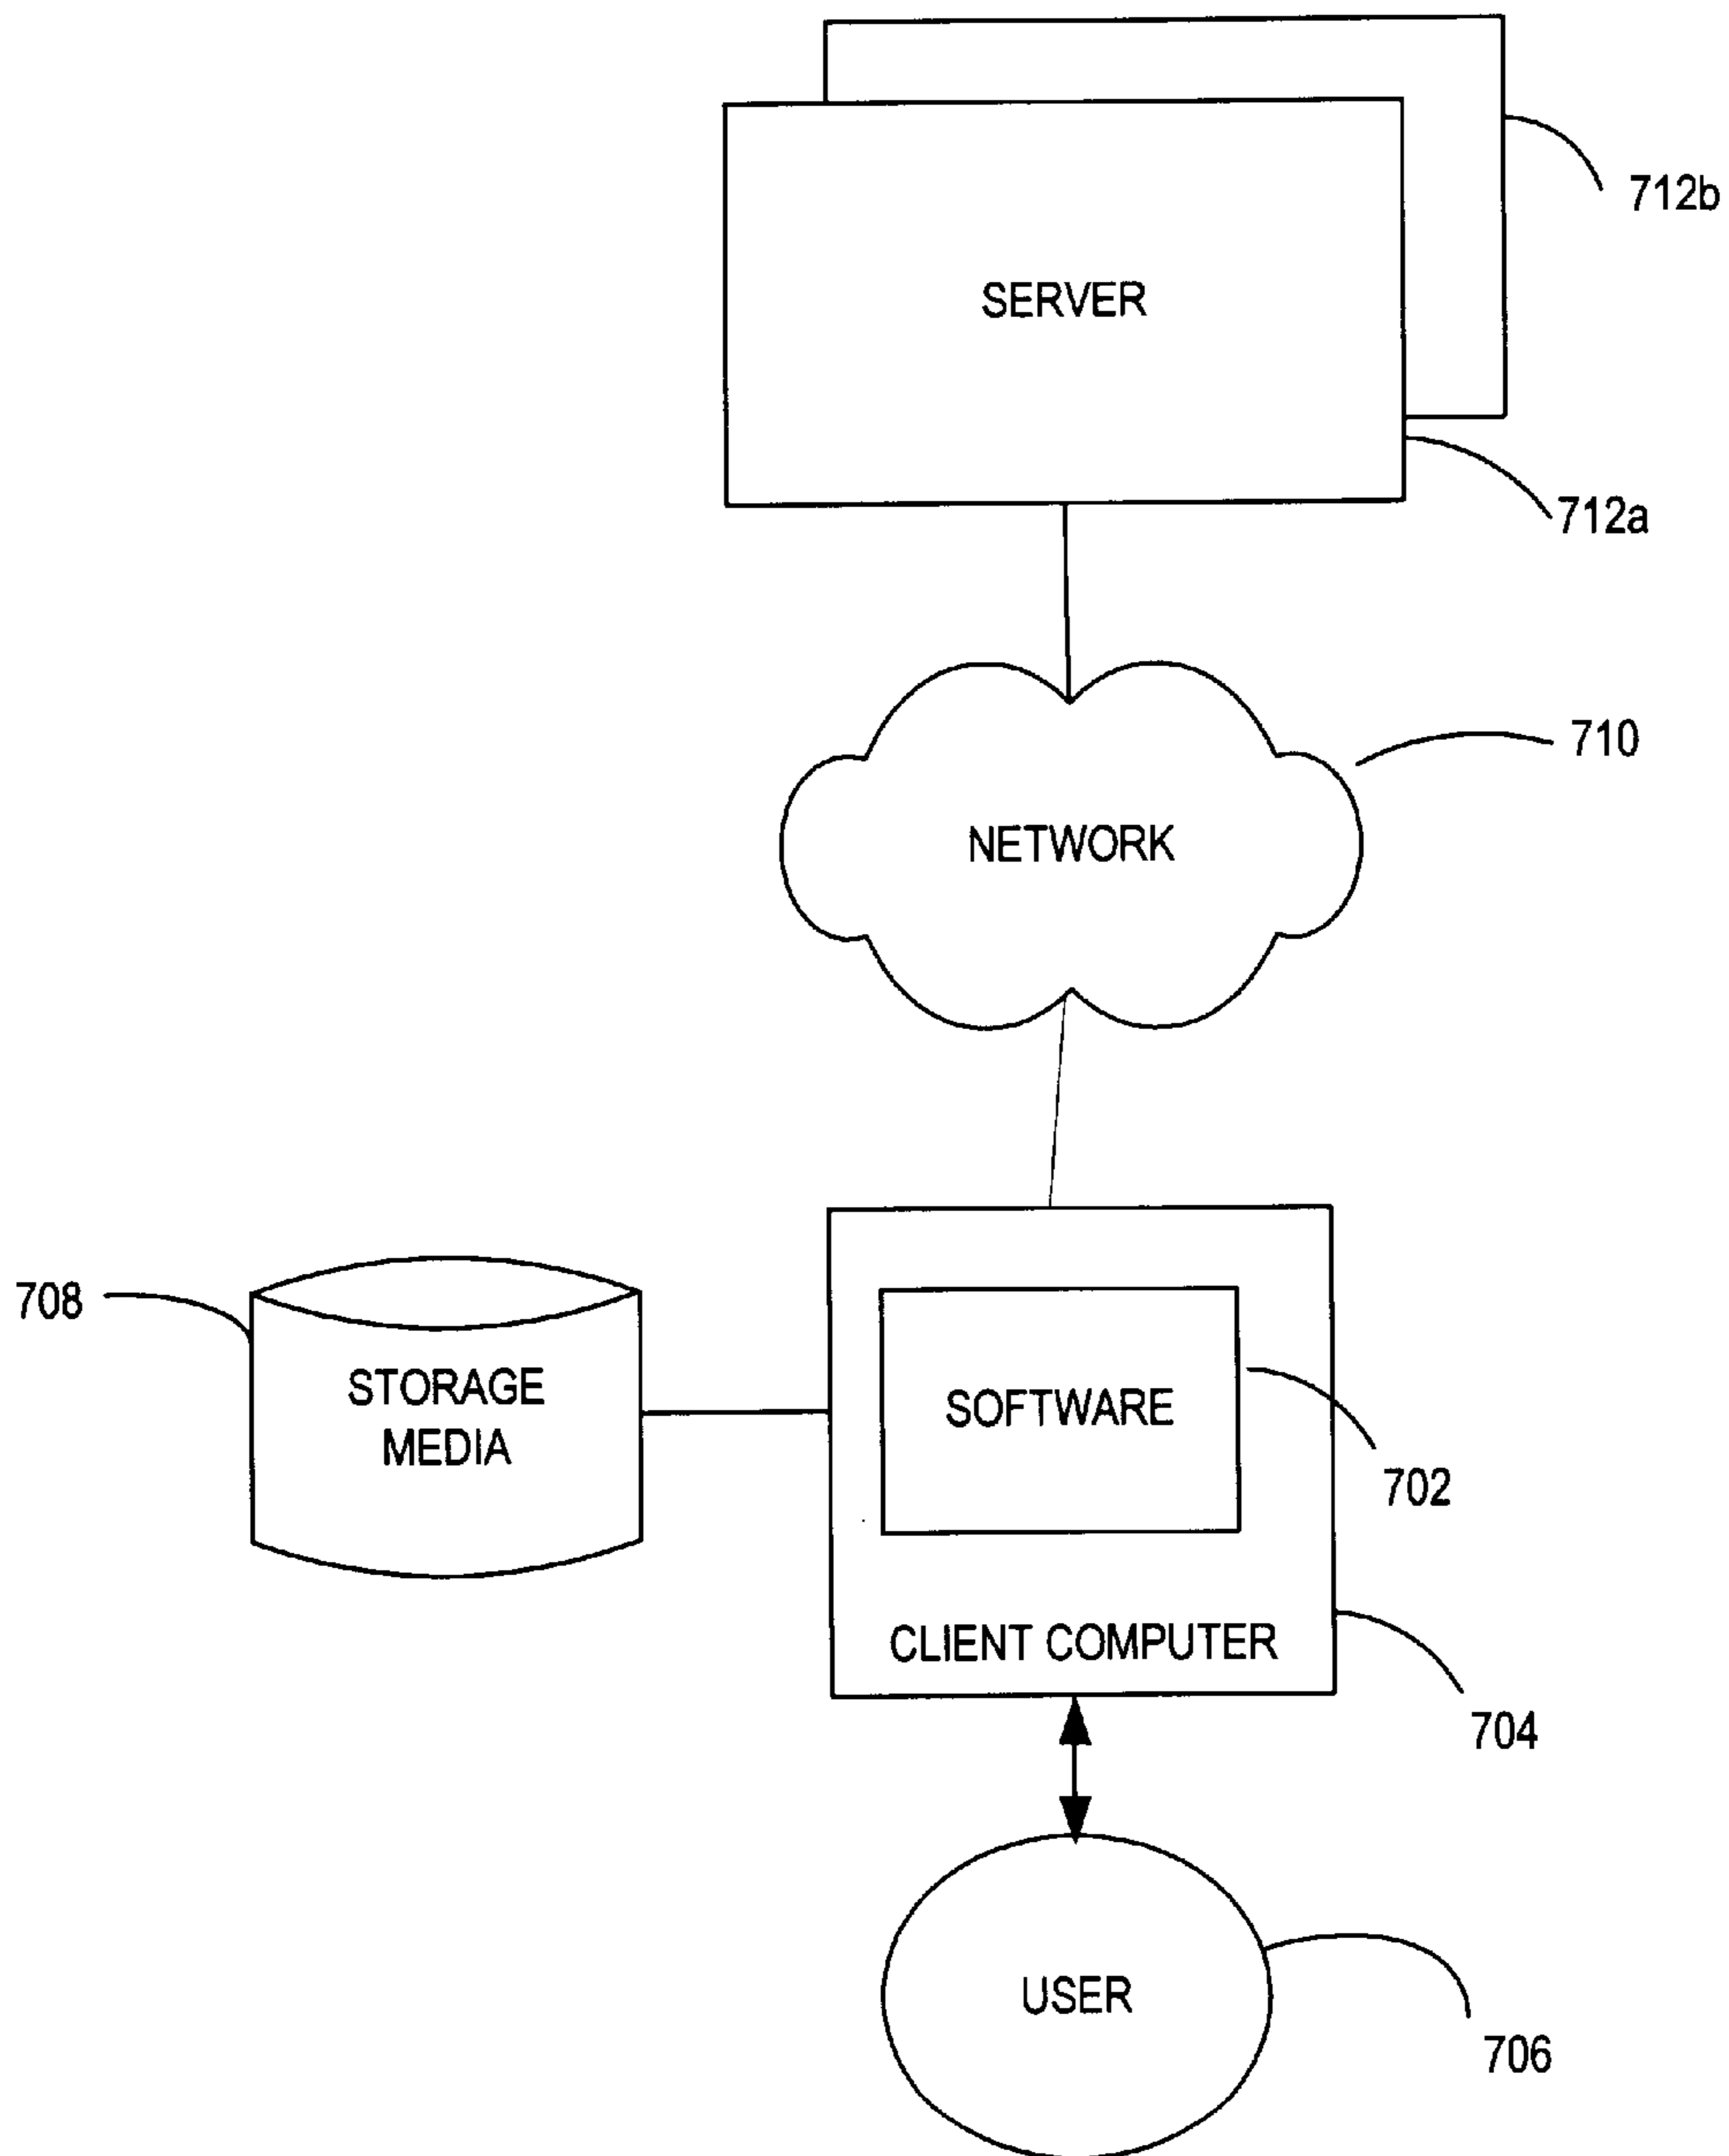 712b
SERVER
712a
710
NETWORK
708
STORAGE
MEDIA
SOFTWARE
702
CLIENT COMPUTER
704
USER
706